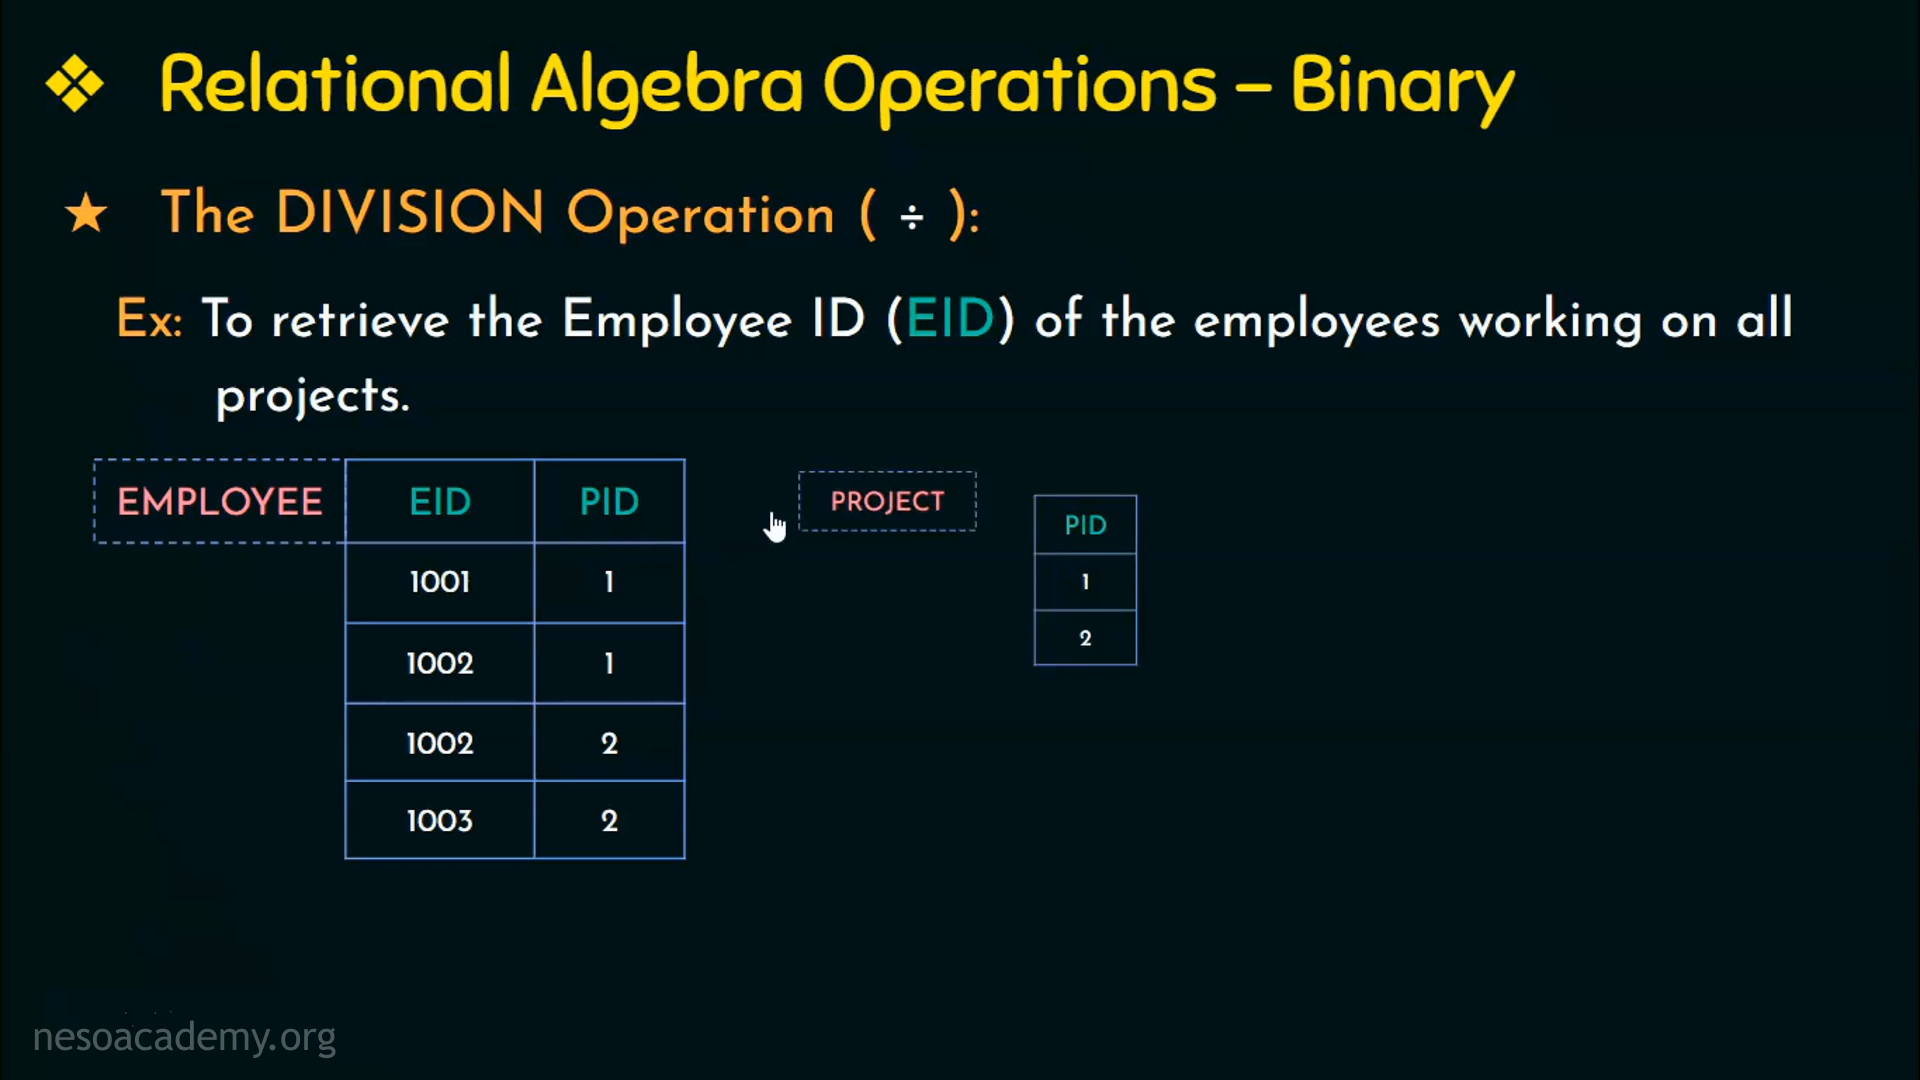 ❖ Relational Algebra Operations – Binary
★ The DIVISION Operation ( ÷ ):
Ex: To retrieve the Employee ID (EID) of the employees working on all
projects.
EMPLOYEE EID PID
1001 1
1002 1
1002 2
1003 2
PROJECT
PID
1
2
nesoacademy.org